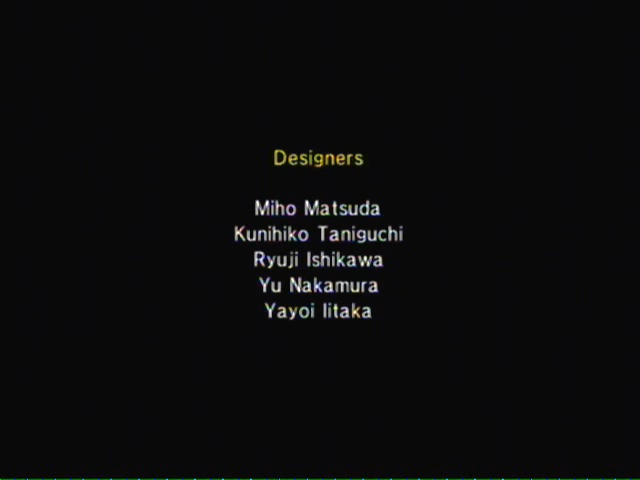 Designers
Miho Matsuda
Kunihiko Taniguchi
Ryuji Ishikawa
Yu Nakamura
Yayoi Iitaka